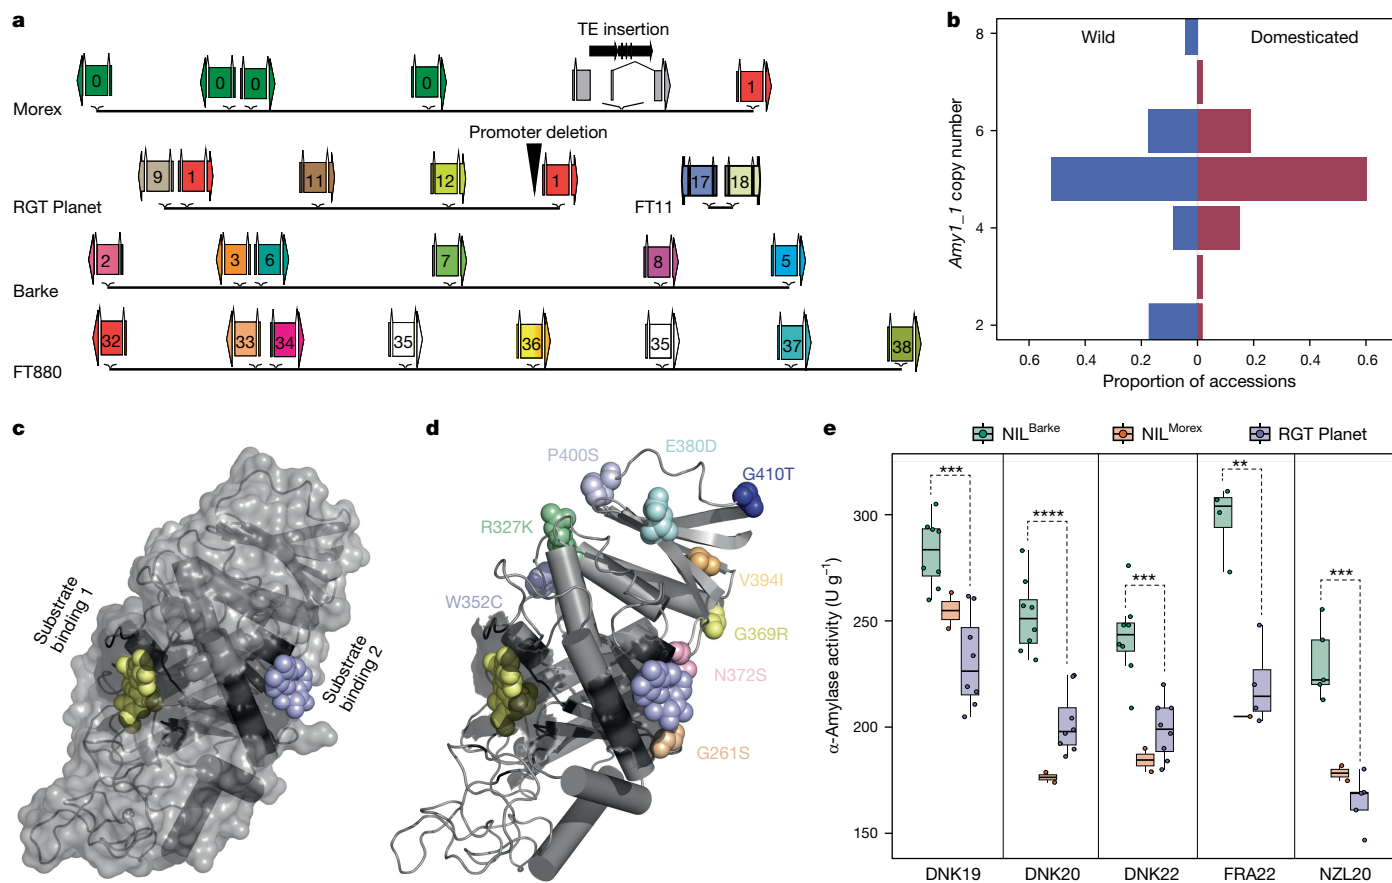 a
TE insertion
0 0 0 0 1
Morex
Promoter deletion
9 1 11 12 1 17 18
RGT Planet FT11
2 3 6 7 8 5
Barke
32 33 34 35 36 35 37 38
FT880
b
Wild Domesticated
8
6
4
2
Amy1_1 copy number
0.6 0.4 0.2 0 0.2 0.4 0.6
Proportion of accessions
c
Substrate
binding 1
Substrate
binding 2
d
P400S
E380D
G410T
R327K
V394I
W352C
G369R
N372S
G261S
e
NIL^Barke NIL^Morex RGT Planet
*** **** *** ** ***
300
250
200
150
α-Amylase activity (U g⁻¹)
DNK19 DNK20 DNK22 FRA22 NZL20